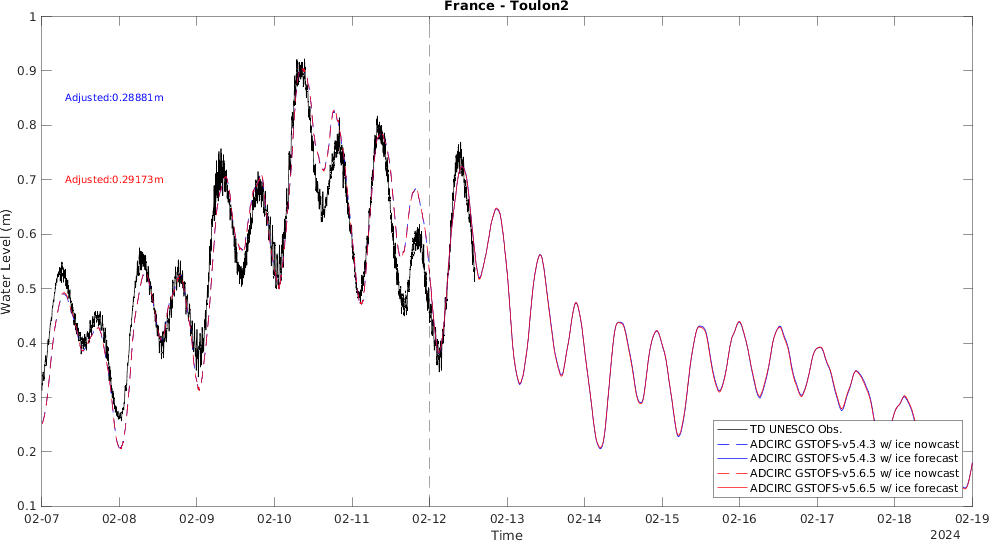 France - Toulon2
1
0.9
0.8
0.7
0.6
0.5
0.4
0.3
0.2
0.1
Water Level (m)
Adjusted:0.28881m
Adjusted:0.29173m
TD UNESCO Obs.
ADCIRC GSTOFS-v5.4.3 w/ ice nowcast
ADCIRC GSTOFS-v5.4.3 w/ ice forecast
ADCIRC GSTOFS-v5.6.5 w/ ice nowcast
ADCIRC GSTOFS-v5.6.5 w/ ice forecast
02-07 02-08 02-09 02-10 02-11 02-12 02-13 02-14 02-15 02-16 02-17 02-18 02-19
Time
2024